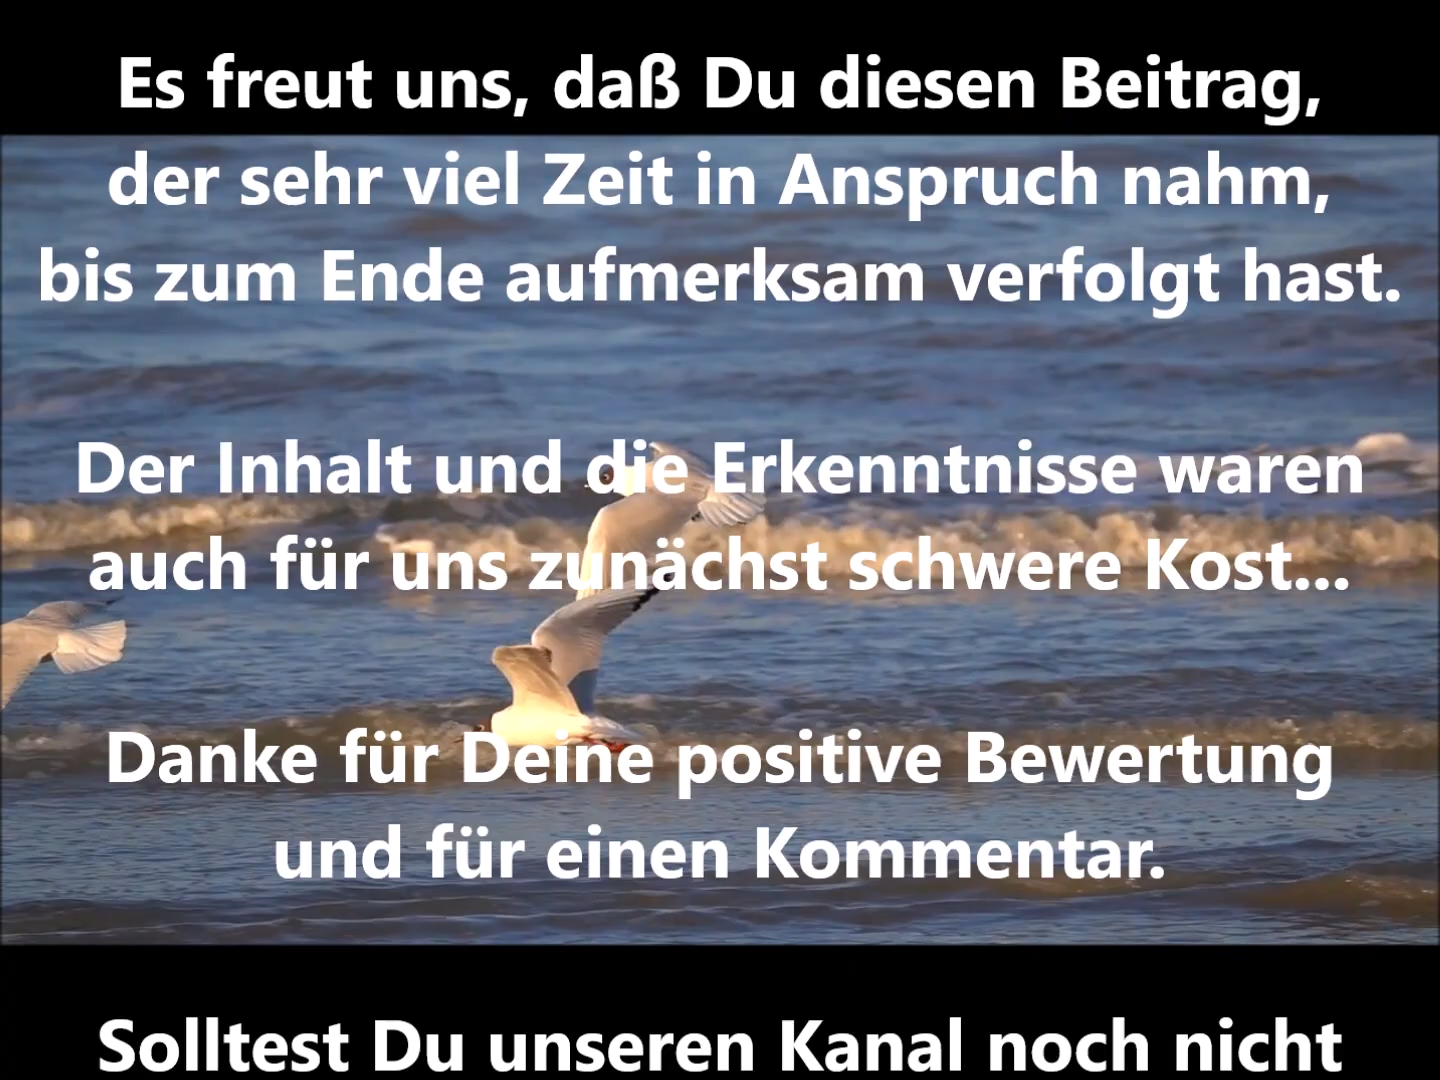 Es freut uns, daß Du diesen Beitrag,
der sehr viel Zeit in Anspruch nahm,
bis zum Ende aufmerksam verfolgt hast.
Der Inhalt und die Erkenntnisse waren
auch für uns zunächst schwere Kost...
Danke für Deine positive Bewertung
und für einen Kommentar.
Solltest Du unseren Kanal noch nicht